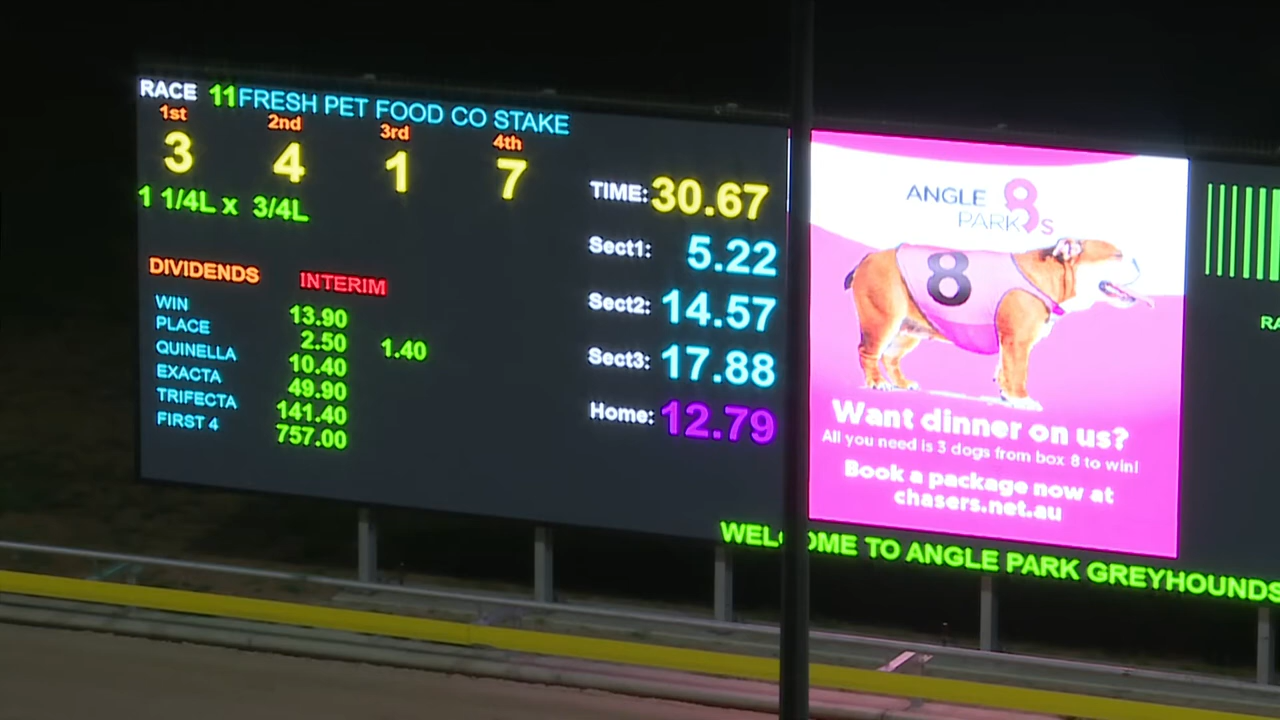 RACE 11 FRESH PET FOOD CO STAKE
1st 2nd 3rd 4th
3 4 1 7
1 1/4L x 3/4L
DIVIDENDS INTERIM
WIN 13.90
PLACE 2.50 1.40
QUINELLA 10.40
EXACTA 49.90
TRIFECTA 141.40
FIRST 4 757.00
TIME: 30.67
Sect1: 5.22
Sect2: 14.57
Sect3: 17.88
Home: 12.79
ANGLE
PARK 8s
8
Want dinner on us?
All you need is 3 dogs from box 8 to win!
Book a package now at
chasers.net.au
WELCOME TO ANGLE PARK GREYHOUNDS